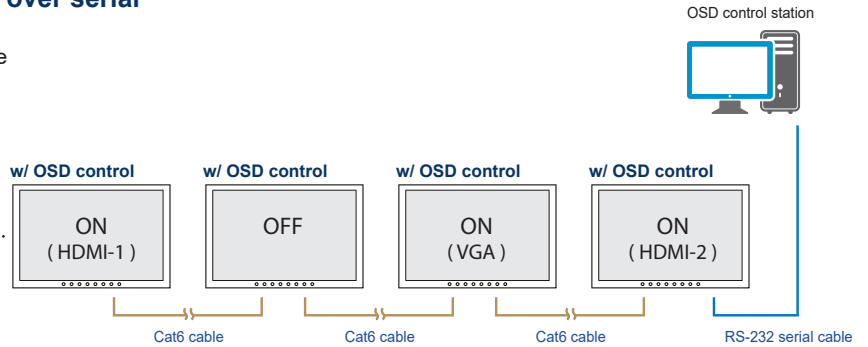 over serial
OSD control station
e
w/ OSD control
w/ OSD control
w/ OSD control
w/ OSD control
ON
( HDMI-1 )
OFF
ON
( VGA )
ON
( HDMI-2 )
Cat6 cable
Cat6 cable
Cat6 cable
RS-232 serial cable